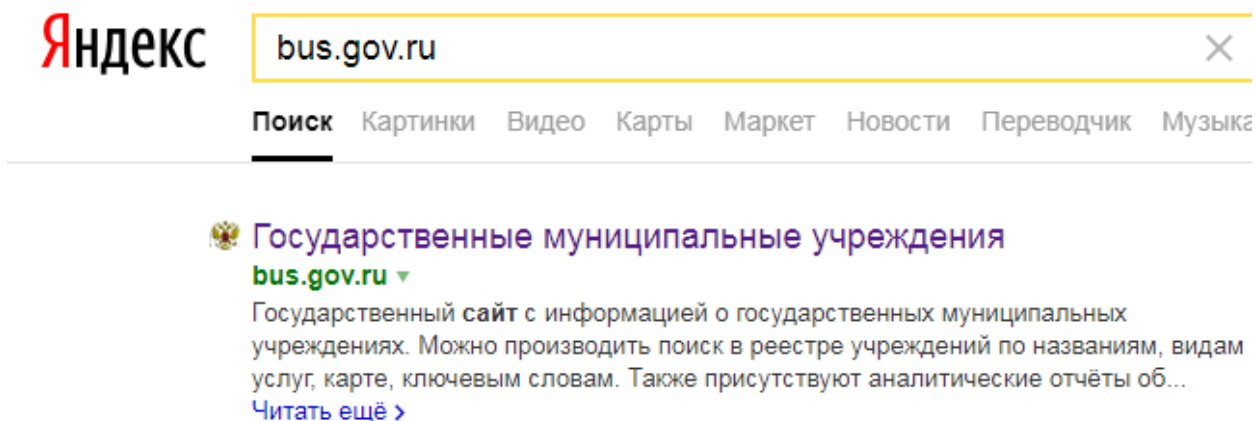 Яндекс
bus.gov.ru
Поиск Картинки Видео Карты Маркет Новости Переводчик Музыка
Государственные муниципальные учреждения
bus.gov.ru
Государственный сайт с информацией о государственных муниципальных
учреждениях. Можно производить поиск в реестре учреждений по названиям, видам
услуг, карте, ключевым словам. Также присутствуют аналитические отчёты об...
Читать ещё >